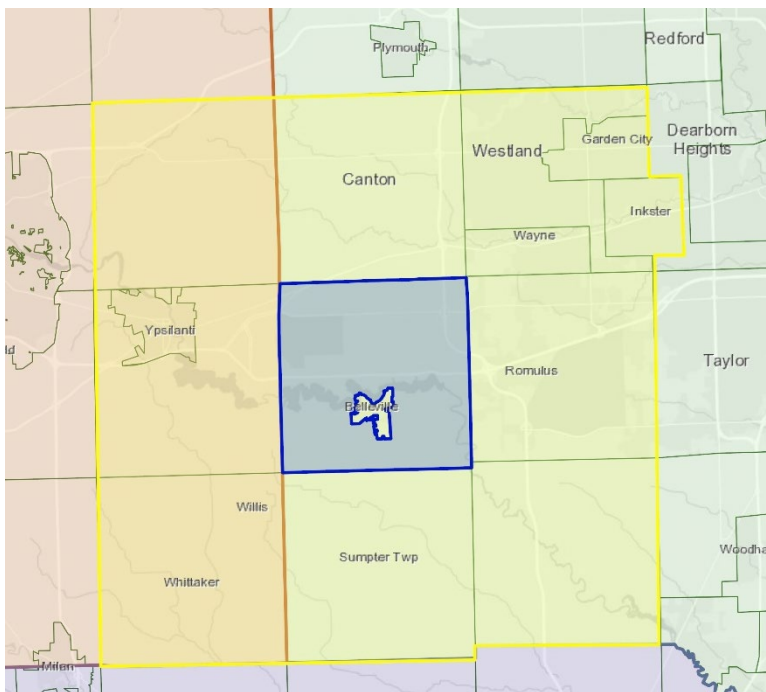 Redford
Plymouth
Dearborn
Heights
Garden City
Westland
Canton
Inkster
Wayne
Ypsilanti
ld
Romulus
Taylor
Belleville
Willis
Sumpter Twp
Woodha
Whittaker
Milan